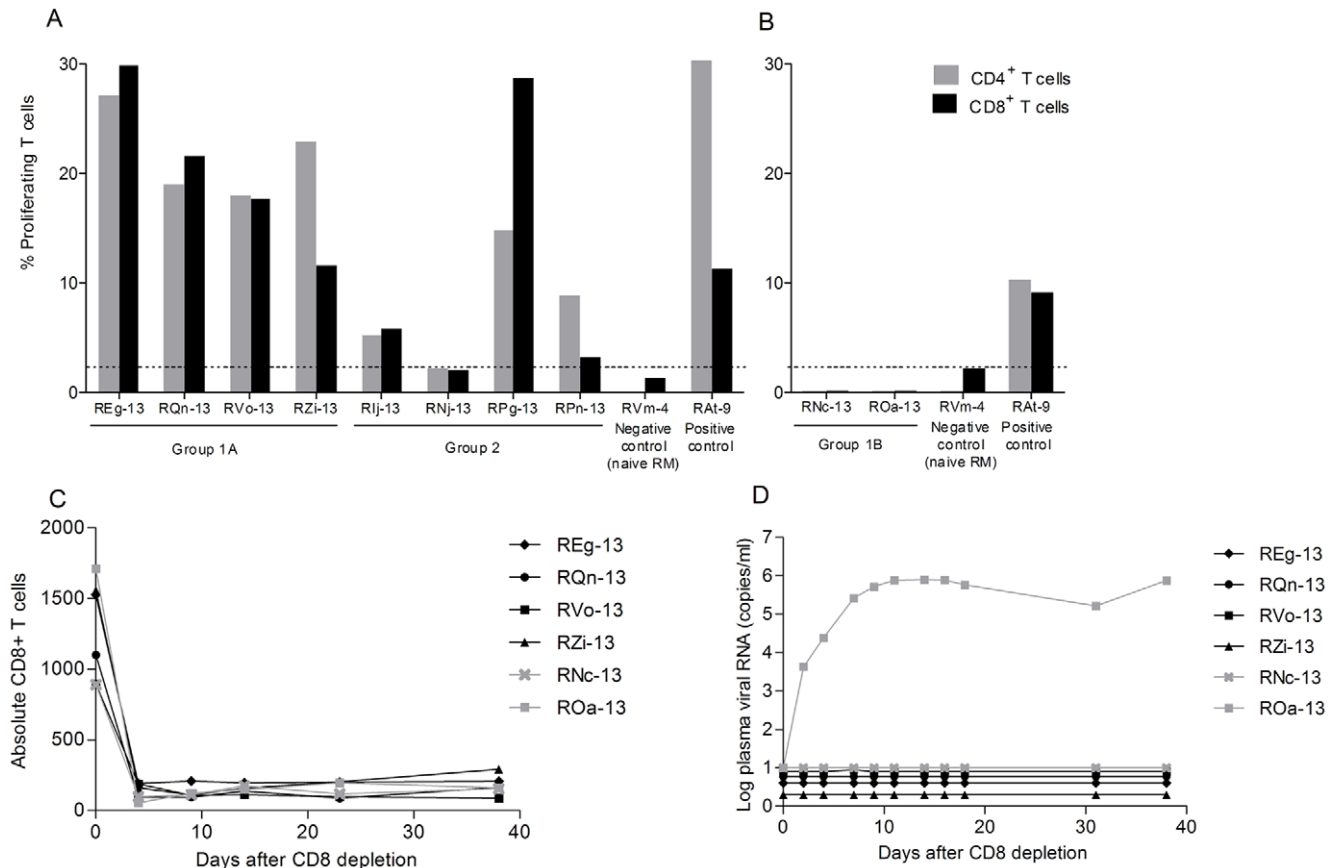 A
% Proliferating T cells
30
20
10
0
REg-13 RQn-13 RVo-13 RZi-13 RIj-13 RNj-13 RPg-13 RPn-13 RVm-4 RAt-9
Negative control (naive RM)
Positive control
Group 1A
Group 2
B
30
20
10
0
CD4+ T cells
CD8+ T cells
RNc-13 ROa-13 RVm-4 RAt-9
Negative control (naive RM)
Positive control
Group 1B
C
Absolute CD8+ T cells
2000
1500
1000
500
0
0 10 20 30 40
Days after CD8 depletion
REg-13
RQn-13
RVo-13
RZi-13
RNc-13
ROa-13
D
Log plasma viral RNA (copies/ml)
7
6
5
4
3
2
1
0
0 10 20 30 40
Days after CD8 depletion
REg-13
RQn-13
RVo-13
RZi-13
RNc-13
ROa-13